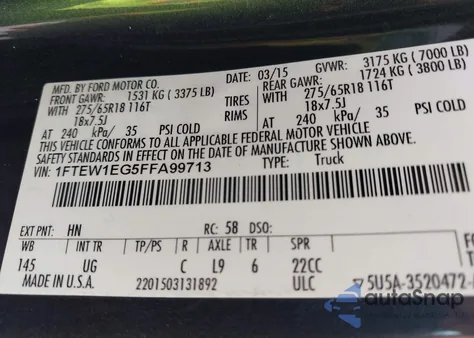 MFD. BY FORD MOTOR CO. DATE: 03/15 GVWR: 3175 KG (7000 LB)
FRONT GAWR: 1531 KG (3375 LB) REAR GAWR: 1724 KG (3800 LB)
WITH 275/65R18 116T TIRES WITH 275/65R18 116T
18x7.5J RIMS 18x7.5J
AT 240 kPa/ 35 PSI COLD AT 240 kPa/ 35 PSI COLD
THIS VEHICLE CONFORMS TO ALL APPLICABLE FEDERAL MOTOR VEHICLE
SAFETY STANDARDS IN EFFECT ON THE DATE OF MANUFACTURE SHOWN ABOVE.
VIN: 1FTEW1EG5FFA99713 TYPE: Truck
EXT PNT: HN RC: 58 DSO:
WB INT TR TP/PS R AXLE TR SPR
145 UG C L9 6 22CC
MADE IN U.S.A. 2201503131892 ULC 5U5A-3520472-
autoSnap